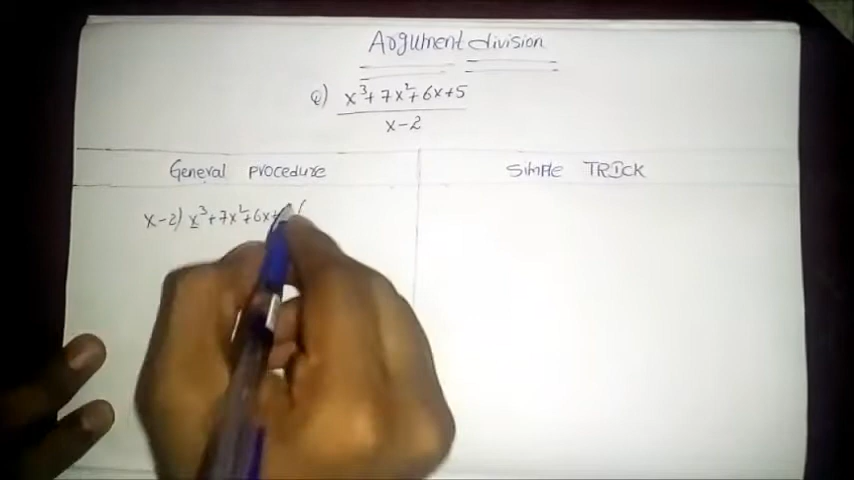 Argument division
Q) x³+7x²+6x+5
x-2
General procedure
SimPle TRICK
x-2) x³+7x²+6x+ (